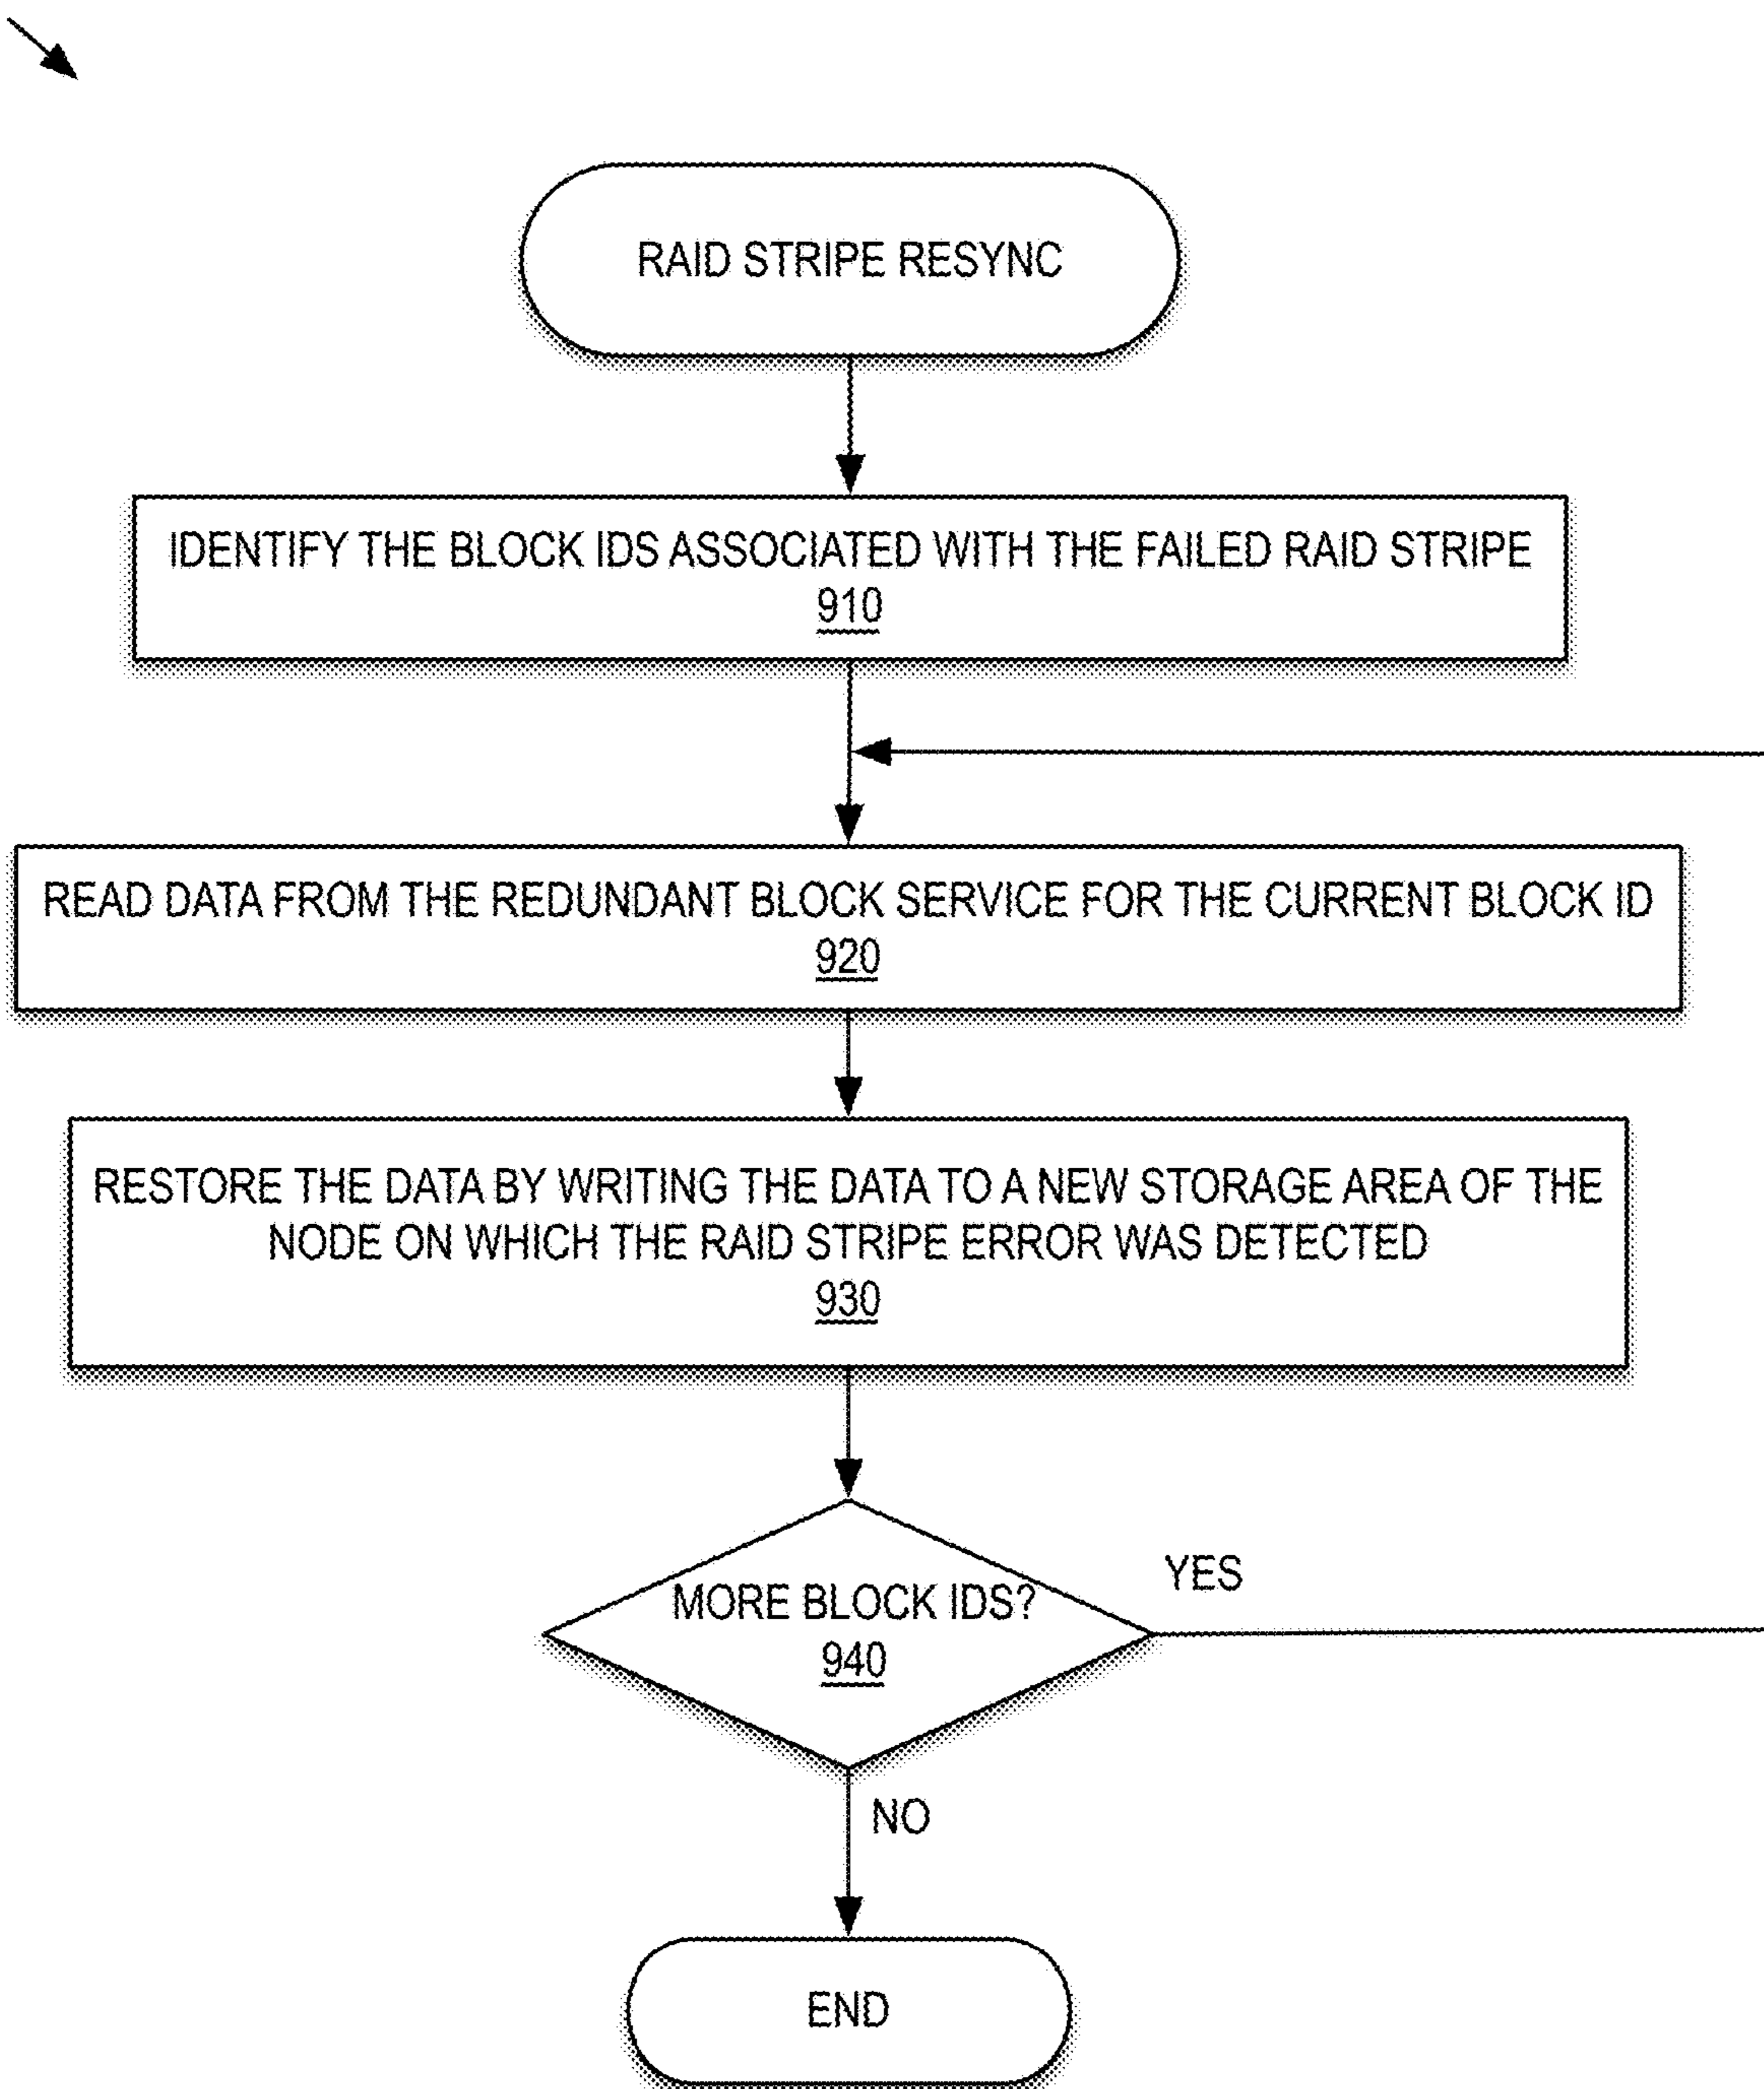 RAID STRIPE RESYNC
IDENTIFY THE BLOCK IDS ASSOCIATED WITH THE FAILED RAID STRIPE
910
READ DATA FROM THE REDUNDANT BLOCK SERVICE FOR THE CURRENT BLOCK ID
920
RESTORE THE DATA BY WRITING THE DATA TO A NEW STORAGE AREA OF THE
NODE ON WHICH THE RAID STRIPE ERROR WAS DETECTED
930
YES
MORE BLOCK IDS?
940
NO
END